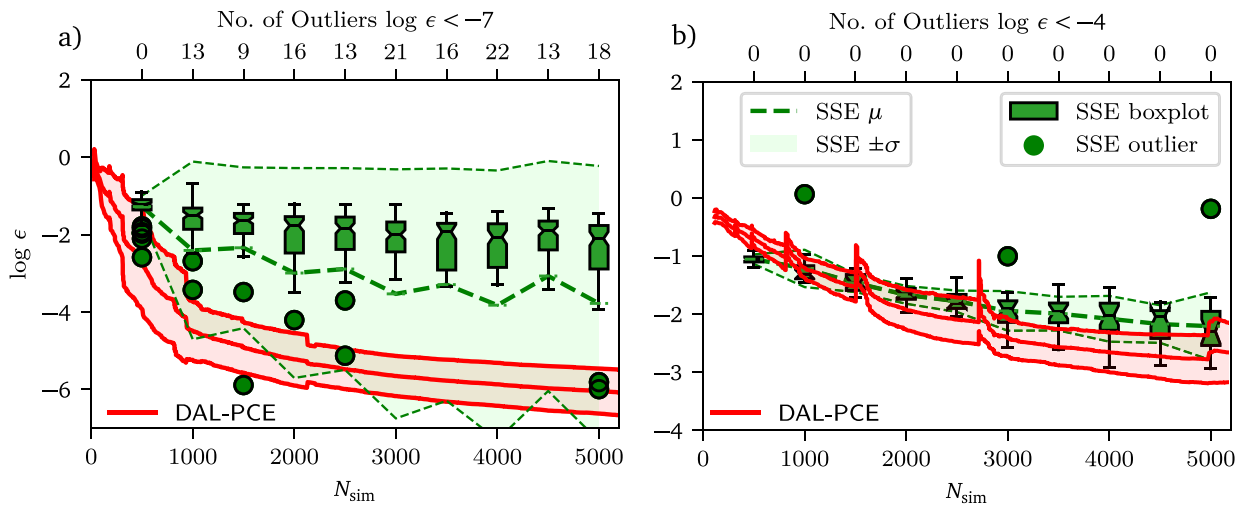 No. of Outliers log ϵ < −7
a)
0 13 9 16 13 21 16 22 13 18
2
0
−2
−4
−6
log ϵ
DAL-PCE
0 1000 2000 3000 4000 5000
N_sim
No. of Outliers log ϵ < −4
b)
0 0 0 0 0 0 0 0 0 0
2
1
0
−1
−2
−3
−4
SSE μ
SSE ±σ
SSE boxplot
SSE outlier
DAL-PCE
0 1000 2000 3000 4000 5000
N_sim